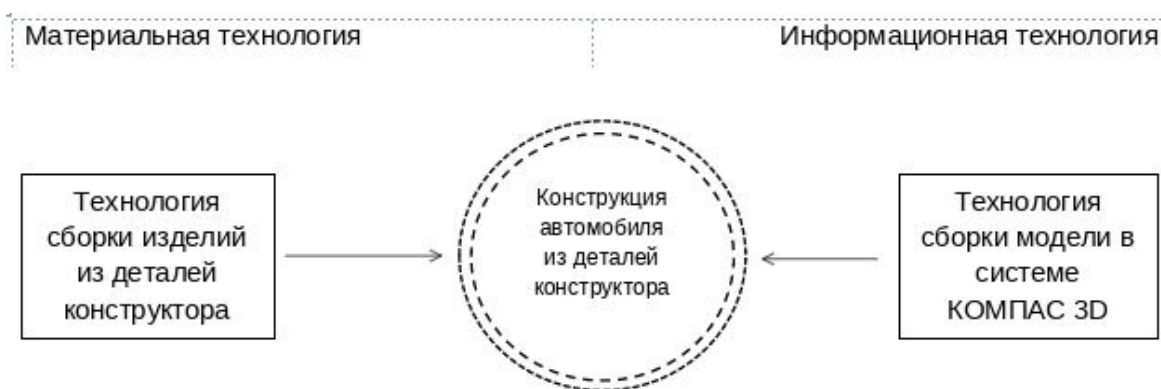 Материальная технология
Информационная технология
Технология
сборки изделий
из деталей
конструктора
Конструкция
автомобиля
из деталей
конструктора
Технология
сборки модели в
системе
КОМПАС 3D